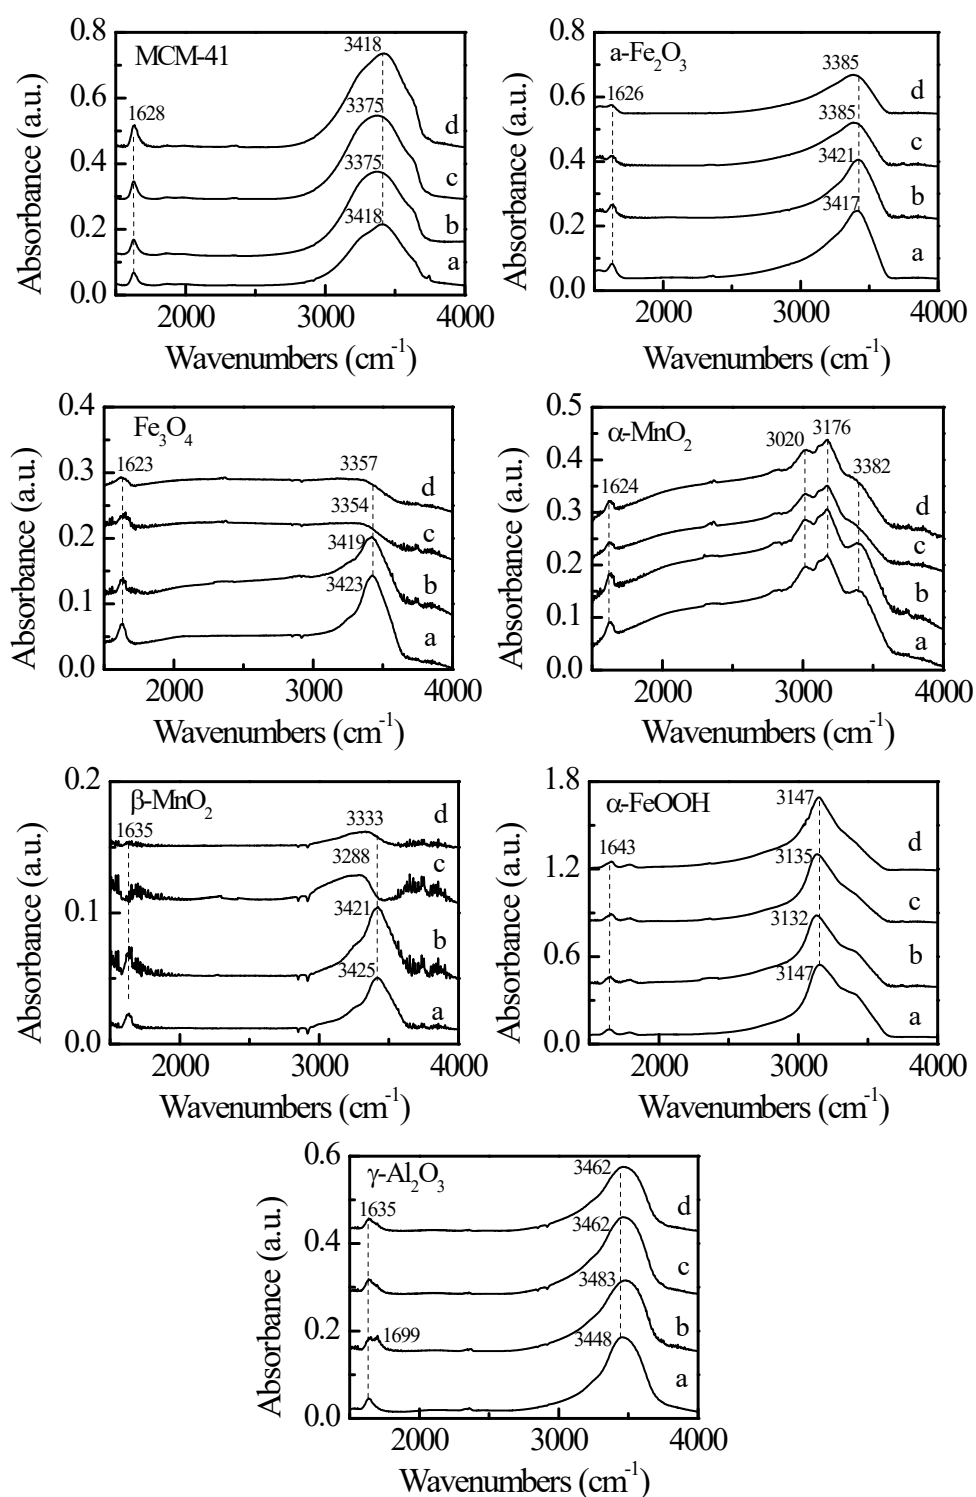 MCM-41
0.8
0.6
0.4
0.2
0.0
3418
3375
3375
3418
1628
d
c
b
a
2000 3000 4000
Wavenumbers (cm⁻¹)
Absorbance (a.u.)
a-Fe₂O₃
0.8
0.6
0.4
0.2
0.0
3385
3385
3421
3417
1626
d
c
b
a
2000 3000 4000
Wavenumbers (cm⁻¹)
Absorbance (a.u.)
Fe₃O₄
0.4
0.3
0.2
0.1
0.0
1623
3357
3354
3419
3423
d
c
b
a
2000 3000 4000
Wavenumbers (cm⁻¹)
Absorbance (a.u.)
α-MnO₂
0.5
0.4
0.3
0.2
0.1
0.0
3176
3020
3382
1624
d
c
b
a
2000 3000 4000
Wavenumbers (cm⁻¹)
Absorbance (a.u.)
β-MnO₂
0.2
0.1
0.0
1635
3333
3288
3421
3425
d
c
b
a
2000 3000 4000
Wavenumbers (cm⁻¹)
Absorbance (a.u.)
α-FeOOH
1.8
1.2
0.6
0.0
3147
3135
3132
3147
1643
d
c
b
a
2000 3000 4000
Wavenumbers (cm⁻¹)
Absorbance (a.u.)
γ-Al₂O₃
0.6
0.4
0.2
0.0
3462
3462
3483
3448
1635
1699
d
c
b
a
2000 3000 4000
Wavenumbers (cm⁻¹)
Absorbance (a.u.)